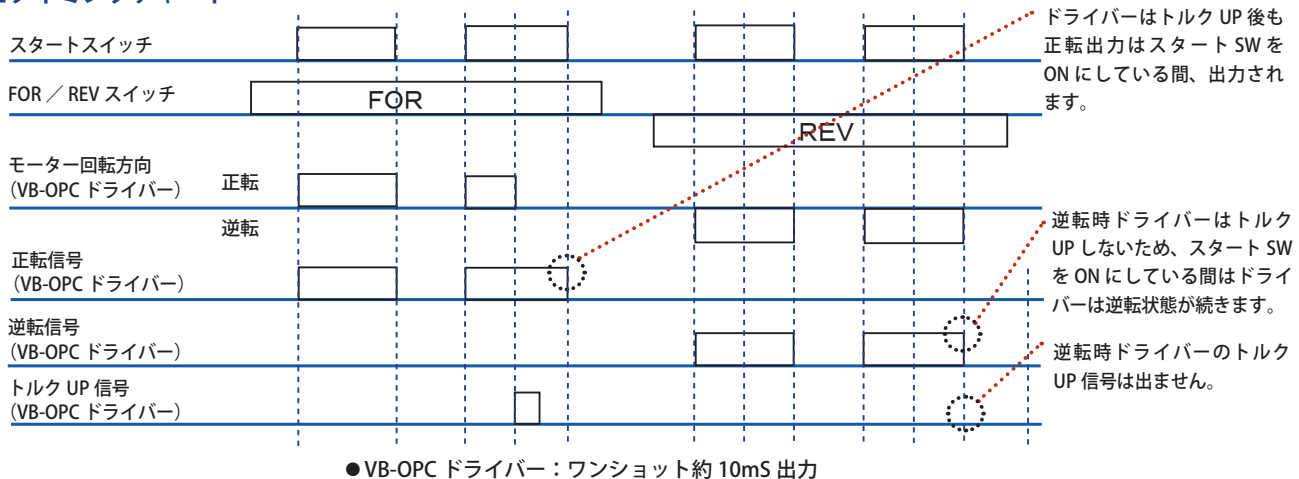 スタートスイッチ
FOR ／ REV スイッチ
FOR
REV
モーター回転方向
（VB-OPC ドライバー）
正転
逆転
正転信号
（VB-OPC ドライバー）
逆転信号
（VB-OPC ドライバー）
トルク UP 信号
（VB-OPC ドライバー）
ドライバーはトルク UP 後も
正転出力はスタート SW を
ON にしている間、出力され
ます。
逆転時ドライバーはトルク
UP しないため、スタート SW
を ON にしている間はドライ
バーは逆転状態が続きます。
逆転時ドライバーのトルク
UP 信号は出ません。
●VB-OPC ドライバー：ワンショット約 10mS 出力